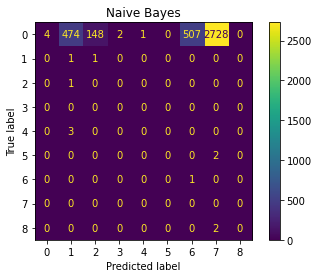 Naive Bayes
0 4 474 148 2 1 0 507 2728 0
1 0 1 1 0 0 0 0 0 0
2 0 1 0 0 0 0 0 0 0
3 0 0 0 0 0 0 0 0 0
4 0 3 0 0 0 0 0 0 0
5 0 0 0 0 0 0 0 2 0
6 0 0 0 0 0 0 1 0 0
7 0 0 0 0 0 0 0 0 0
8 0 0 0 0 0 0 0 2 0
0 1 2 3 4 5 6 7 8
Predicted label
True label
2500
2000
1500
1000
500
0